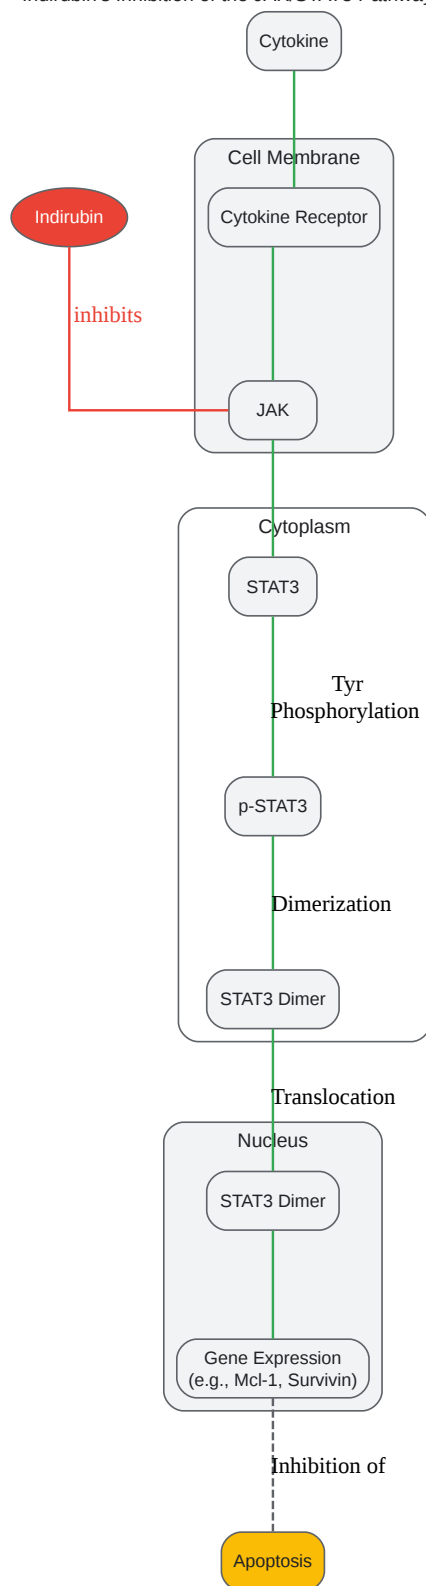 Cytokine
Cell Membrane
Cytokine Receptor
Indirubin
inhibits
JAK
Cytoplasm
STAT3
Tyr
Phosphorylation
p-STAT3
Dimerization
STAT3 Dimer
Translocation
Nucleus
STAT3 Dimer
Gene Expression
(e.g., Mcl-1, Survivin)
Inhibition of
Apoptosis